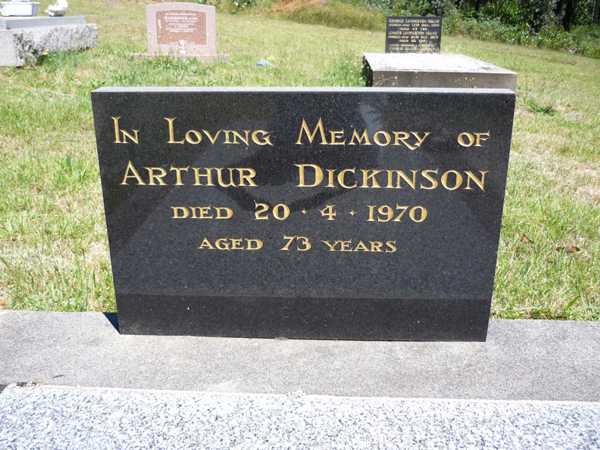 In Loving Memory of
Arthur Dickinson
died 20 · 4 · 1970
aged 73 years